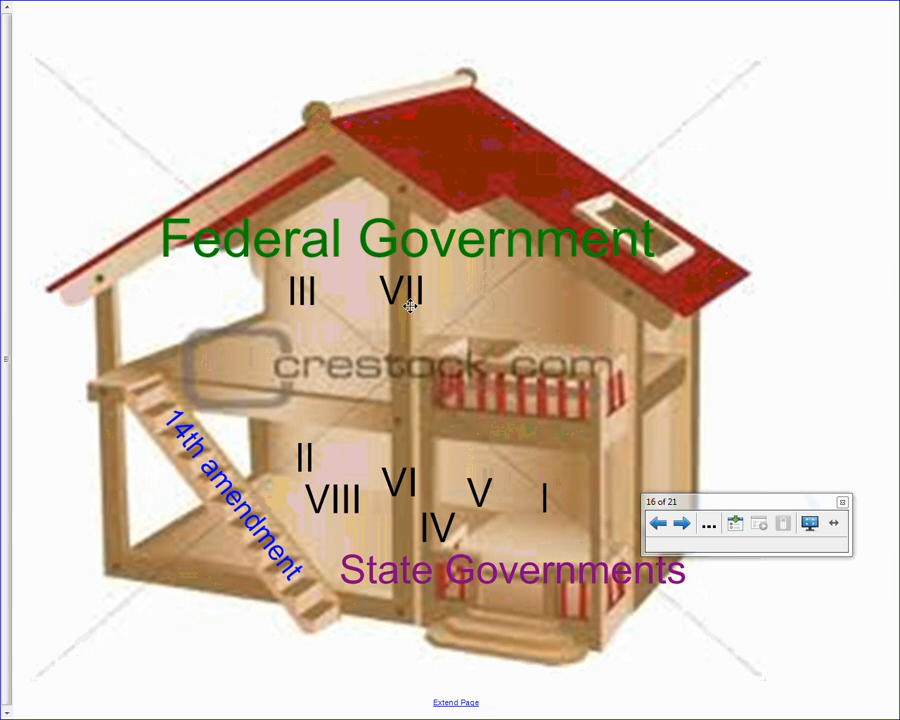 Federal Government
III VII
crestock.com
14th amendment
II
VI
VIII
V I
IV
16 of 21
State Governments
Extend Page